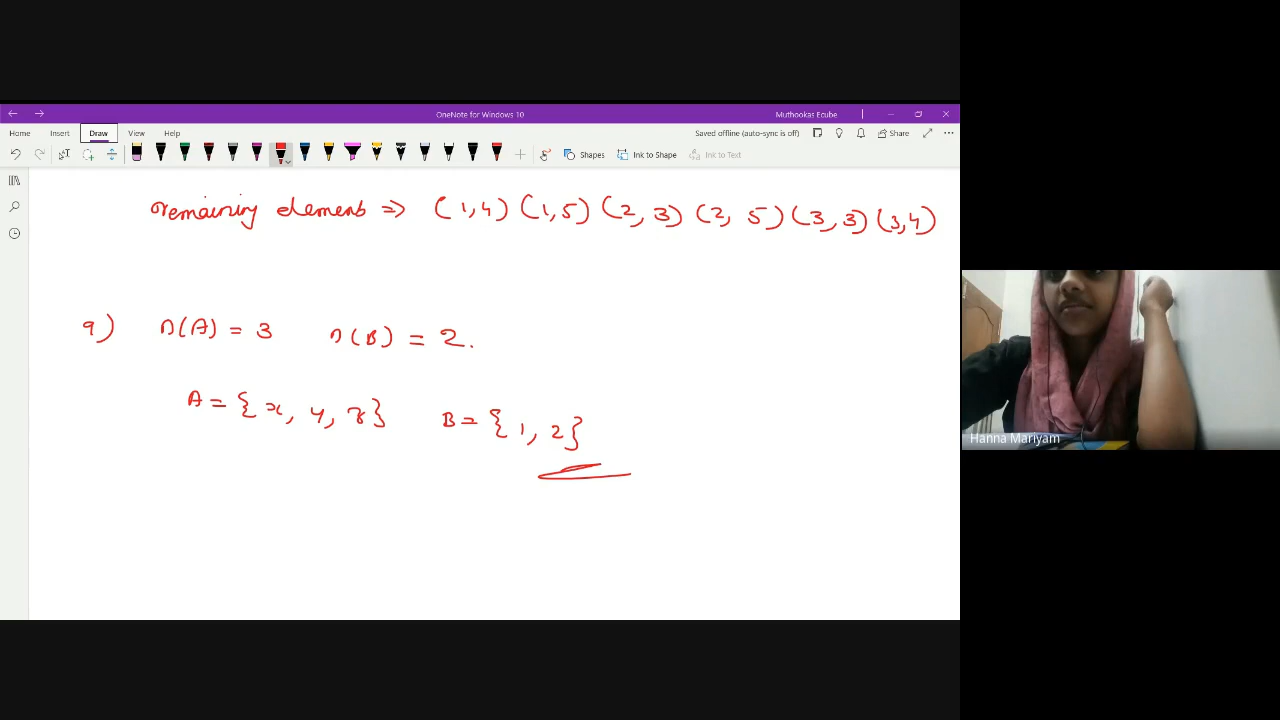 OneNote for Windows 10
Muthookas Ecube
Home Insert Draw View Help
Saved offline (auto-sync is off)
Share
Shapes
Ink to Shape
Ink to Text
remaining element => (1,4) (1,5) (2,3) (2,5) (3,3) (3,4)
9) n(A) = 3 n(B) = 2.
A = {x, y, z} B = {1, 2}
Hanna Mariyam